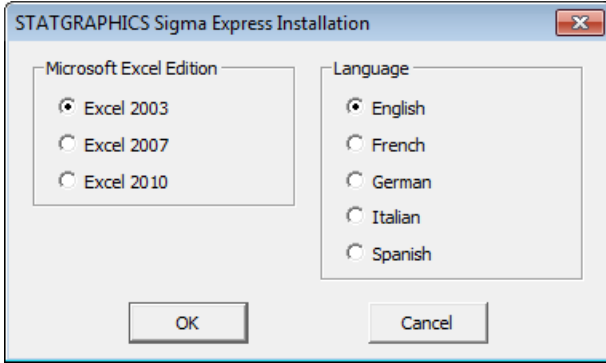 STATGRAPHICS Sigma Express Installation
Microsoft Excel Edition
Excel 2003
Excel 2007
Excel 2010
Language
English
French
German
Italian
Spanish
OK
Cancel